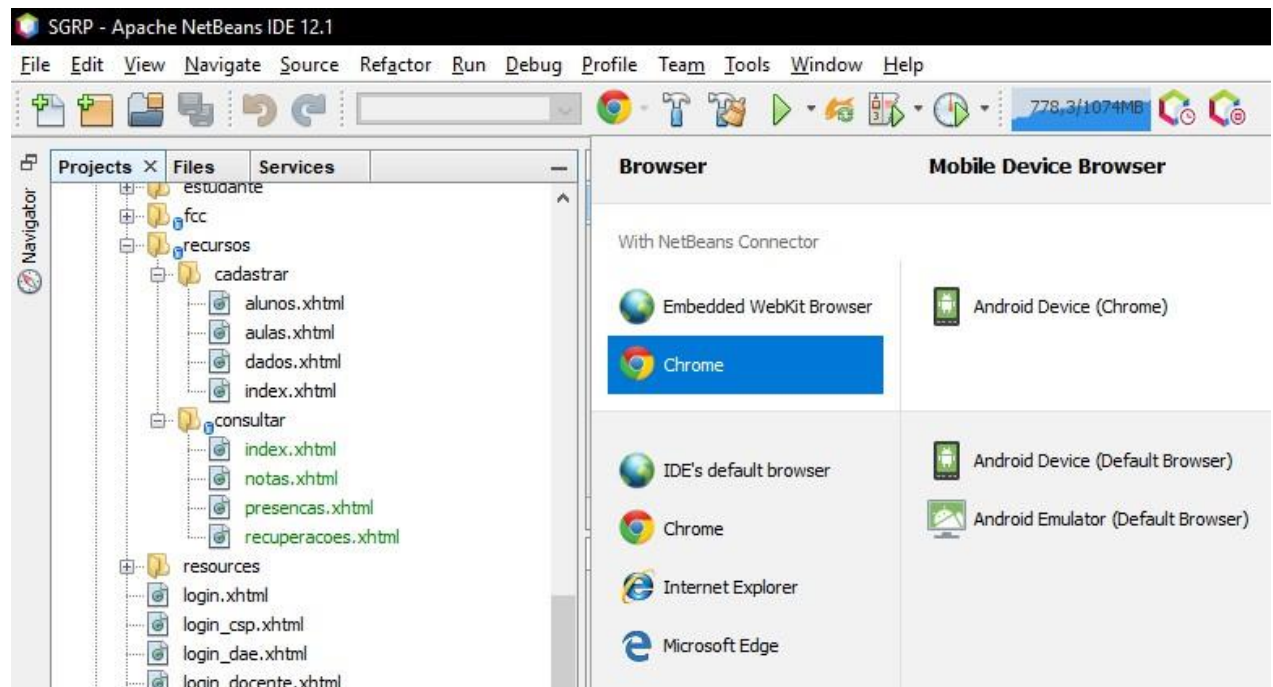 SGRP - Apache NetBeans IDE 12.1
File Edit View Navigate Source Refactor Run Debug Profile Team Tools Window Help
778,3/1074MB
Navigator
Projects Files Services
estudante
fcc
recursos
cadastrar
alunos.xhtml
aulas.xhtml
dados.xhtml
index.xhtml
consultar
index.xhtml
notas.xhtml
presencas.xhtml
recuperacoes.xhtml
resources
login.xhtml
login_csp.xhtml
login_dae.xhtml
login_docente.xhtml
Browser
With NetBeans Connector
Embedded WebKit Browser
Chrome
IDE's default browser
Chrome
Internet Explorer
Microsoft Edge
Mobile Device Browser
Android Device (Chrome)
Android Device (Default Browser)
Android Emulator (Default Browser)